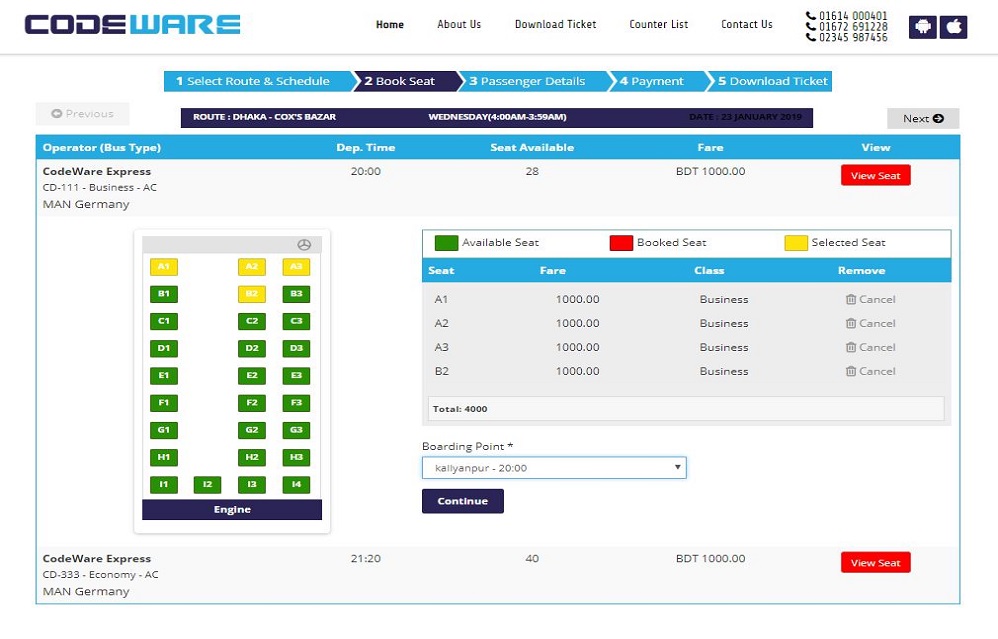 CODEWARE
Home About Us Download Ticket Counter List Contact Us
01614 000401
01672 691228
02345 987456
1 Select Route & Schedule 2 Book Seat 3 Passenger Details 4 Payment 5 Download Ticket
Previous
ROUTE : DHAKA - COX'S BAZAR WEDNESDAY(4:00AM-3:59AM) DATE : 23 JANUARY 2019
Next
Operator (Bus Type) Dep. Time Seat Available Fare View
CodeWare Express 20:00 28 BDT 1000.00 View Seat
CD-111 - Business - AC
MAN Germany
A1 A2 A3
B1 B2 B3
C1 C2 C3
D1 D2 D3
E1 E2 E3
F1 F2 F3
G1 G2 G3
H1 H2 H3
I1 I2 I3 I4
Engine
Available Seat Booked Seat Selected Seat
Seat Fare Class Remove
A1 1000.00 Business Cancel
A2 1000.00 Business Cancel
A3 1000.00 Business Cancel
B2 1000.00 Business Cancel
Total: 4000
Boarding Point *
kallyanpur - 20:00
Continue
CodeWare Express 21:20 40 BDT 1000.00 View Seat
CD-333 - Economy - AC
MAN Germany